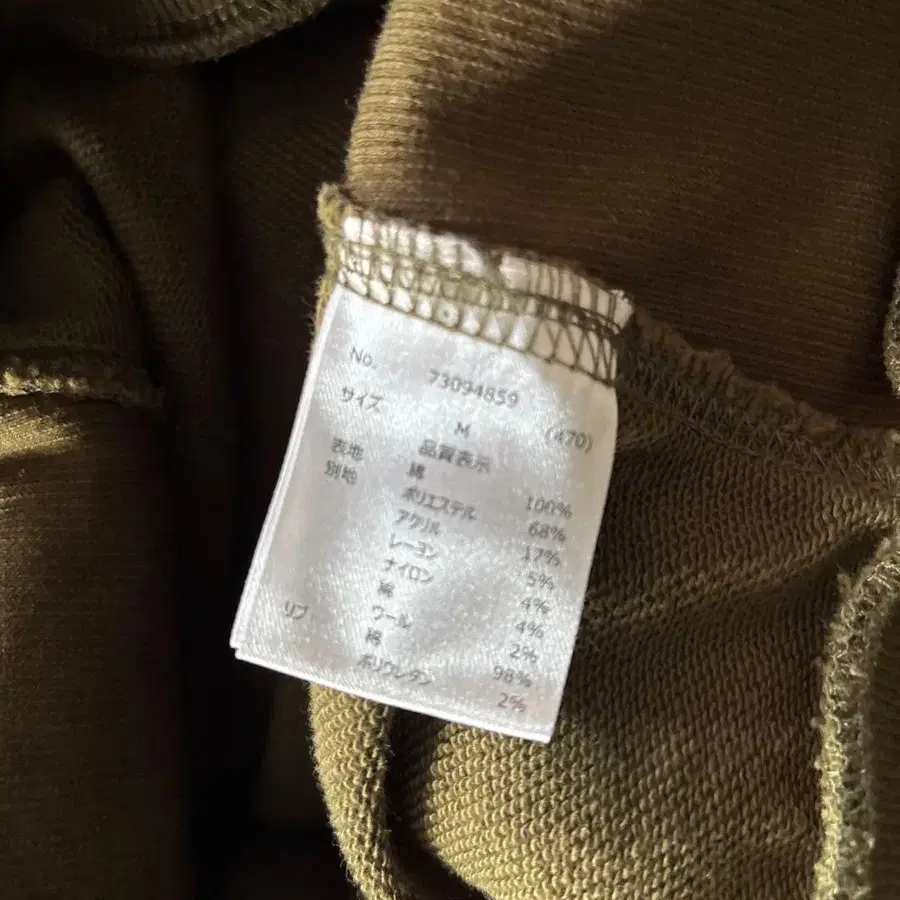 No. 73094859
サイズ M (470)
品質表示
表地 綿 100%
別地 ポリエステル 68%
アクリル 17%
レーヨン 5%
ナイロン 4%
綿 4%
ウール 2%
リブ 綿 98%
ポリウレタン 2%